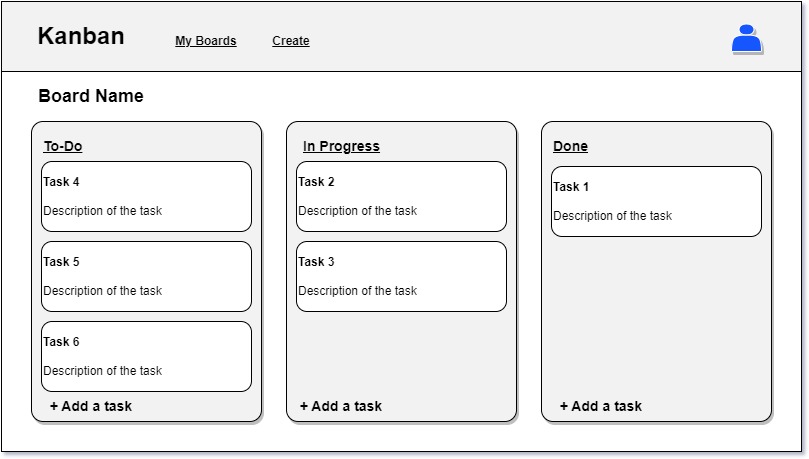 Kanban
My Boards
Create
Board Name
To-Do
Task 4
Description of the task
Task 5
Description of the task
Task 6
Description of the task
+ Add a task
In Progress
Task 2
Description of the task
Task 3
Description of the task
+ Add a task
Done
Task 1
Description of the task
+ Add a task